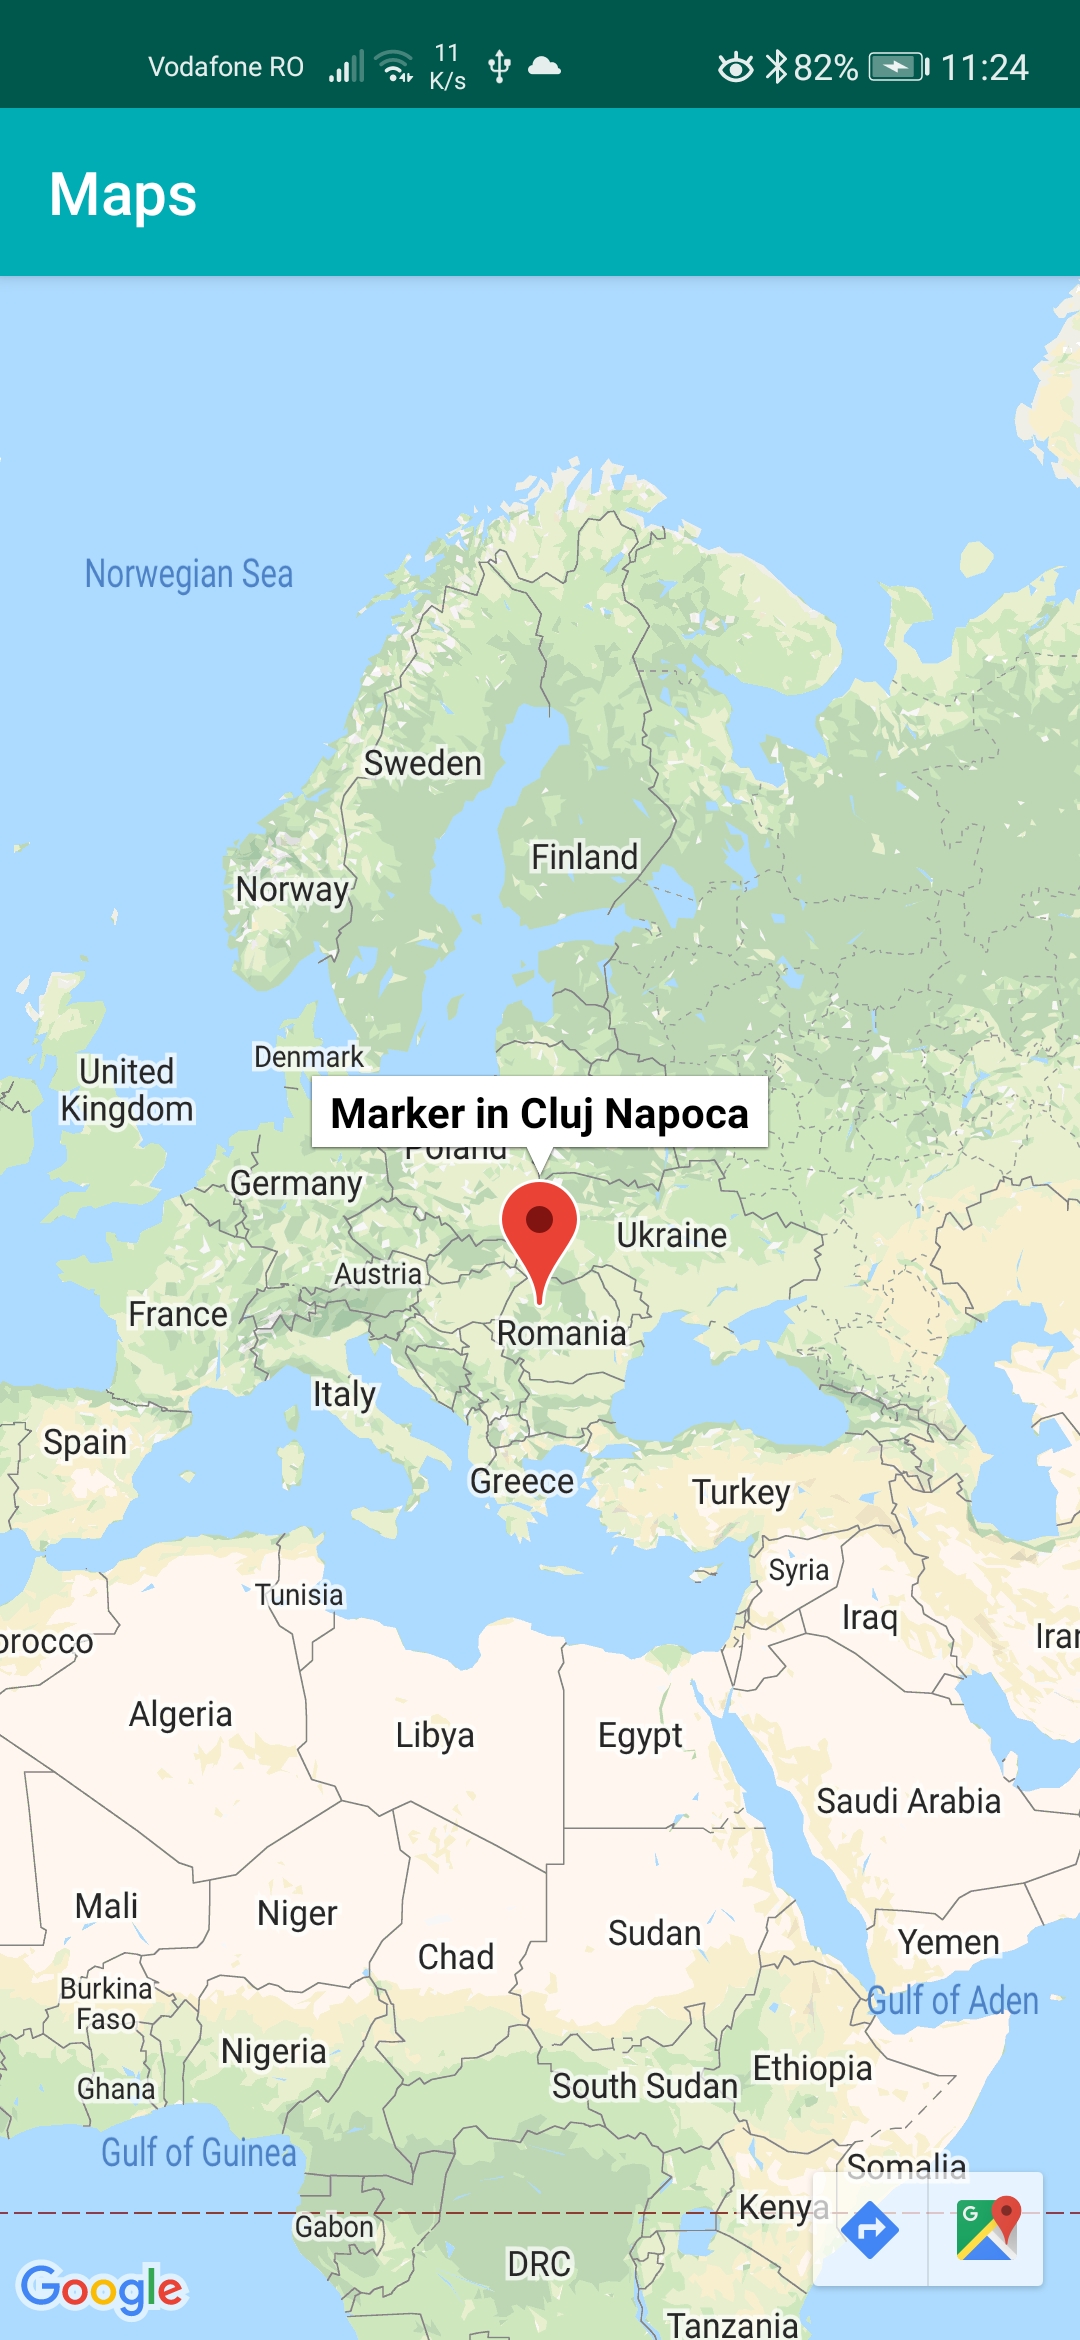 Vodafone RO 11 K/s 82% 11:24
Maps
Norwegian Sea
Sweden
Finland
Norway
Denmark
United
Kingdom
Marker in Cluj Napoca
Poland
Germany
Ukraine
Austria
France
Romania
Italy
Spain
Greece
Turkey
Syria
Tunisia
Iraq
orocco
Iran
Algeria
Libya
Egypt
Saudi Arabia
Mali
Niger
Sudan
Yemen
Chad
Burkina
Faso
Gulf of Aden
Nigeria
Ethiopia
Ghana
South Sudan
Gulf of Guinea
Somalia
Kenya
G
Gabon
DRC
Google
Tanzania